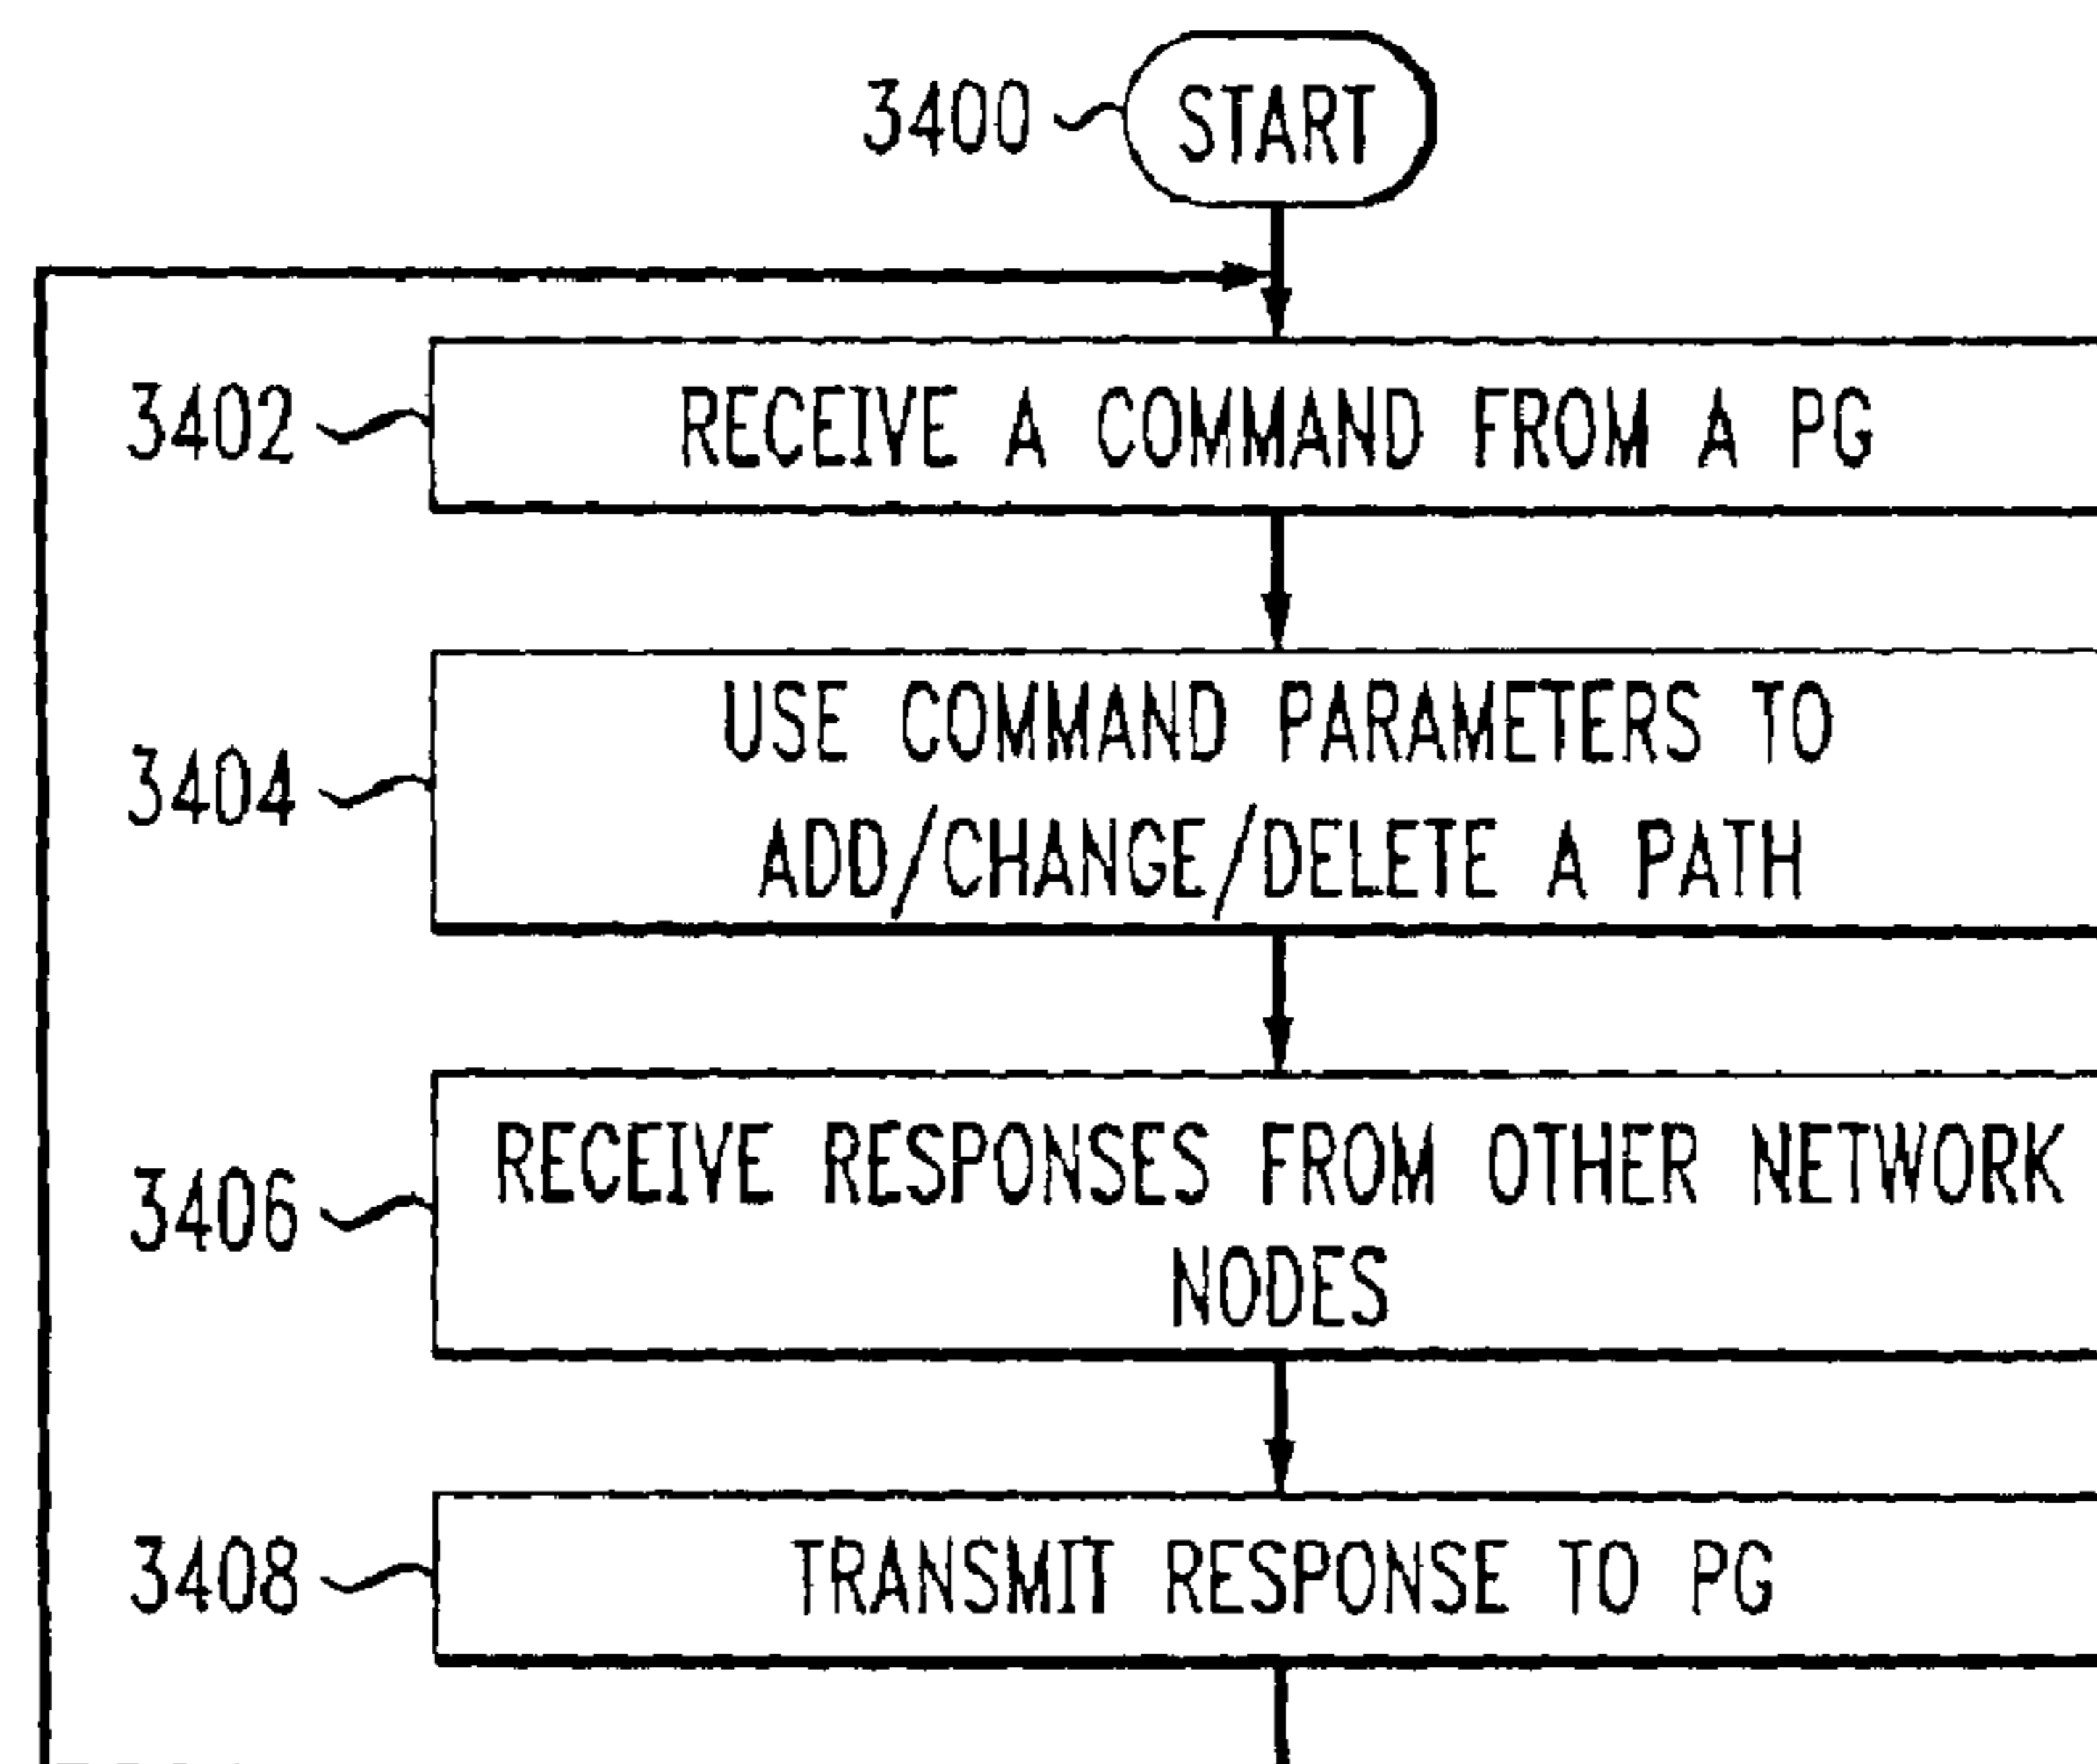 3400 START
3402 RECEIVE A COMMAND FROM A PG
3404 USE COMMAND PARAMETERS TO
ADD/CHANGE/DELETE A PATH
3406 RECEIVE RESPONSES FROM OTHER NETWORK
NODES
3408 TRANSMIT RESPONSE TO PG